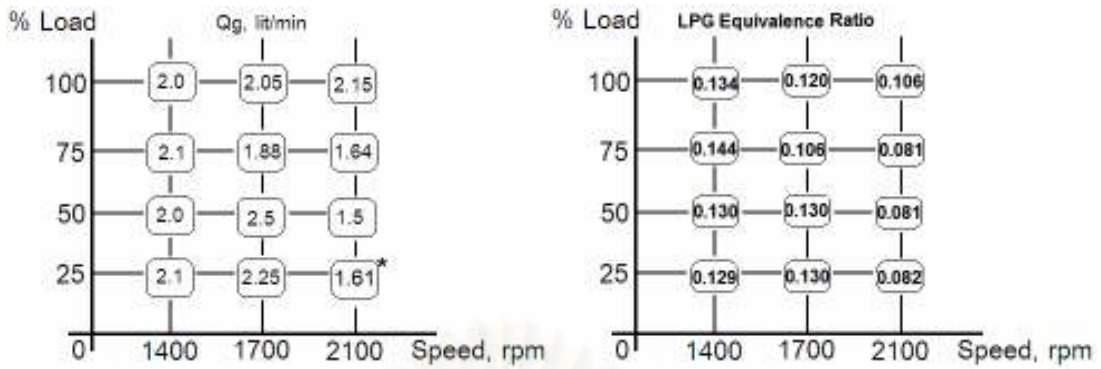 % Load Qg, lit/min
100 2.0 2.05 2.15
75 2.1 1.88 1.64
50 2.0 2.5 1.5
25 2.1 2.25 1.61*
0 1400 1700 2100 Speed, rpm
% Load LPG Equivalence Ratio
100 0.134 0.120 0.106
75 0.144 0.106 0.081
50 0.130 0.130 0.081
25 0.129 0.130 0.082
0 1400 1700 2100 Speed, rpm